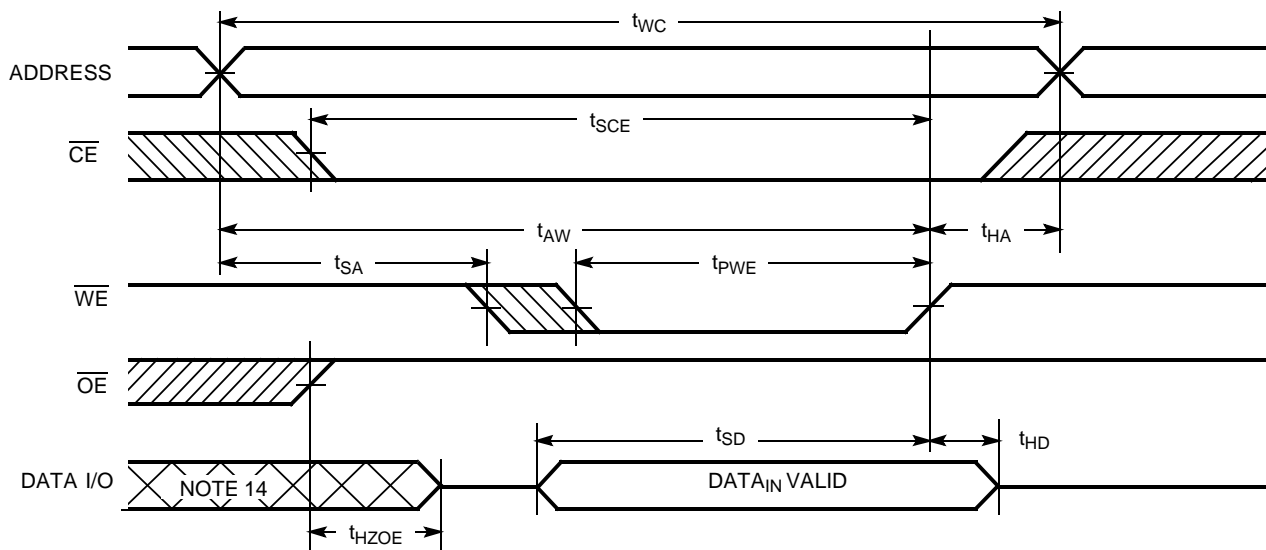 tWC
ADDRESS
tSCE
CE
tAW
tHA
tSA
tPWE
WE
OE
tSD
tHD
DATA I/O
NOTE 14
DATAIN VALID
tHZOE